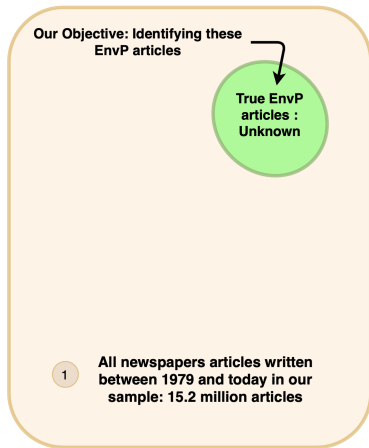 Our Objective: Identifying these
EnvP articles
True EnvP
articles :
Unknown
1
All newspapers articles written
between 1979 and today in our
sample: 15.2 million articles